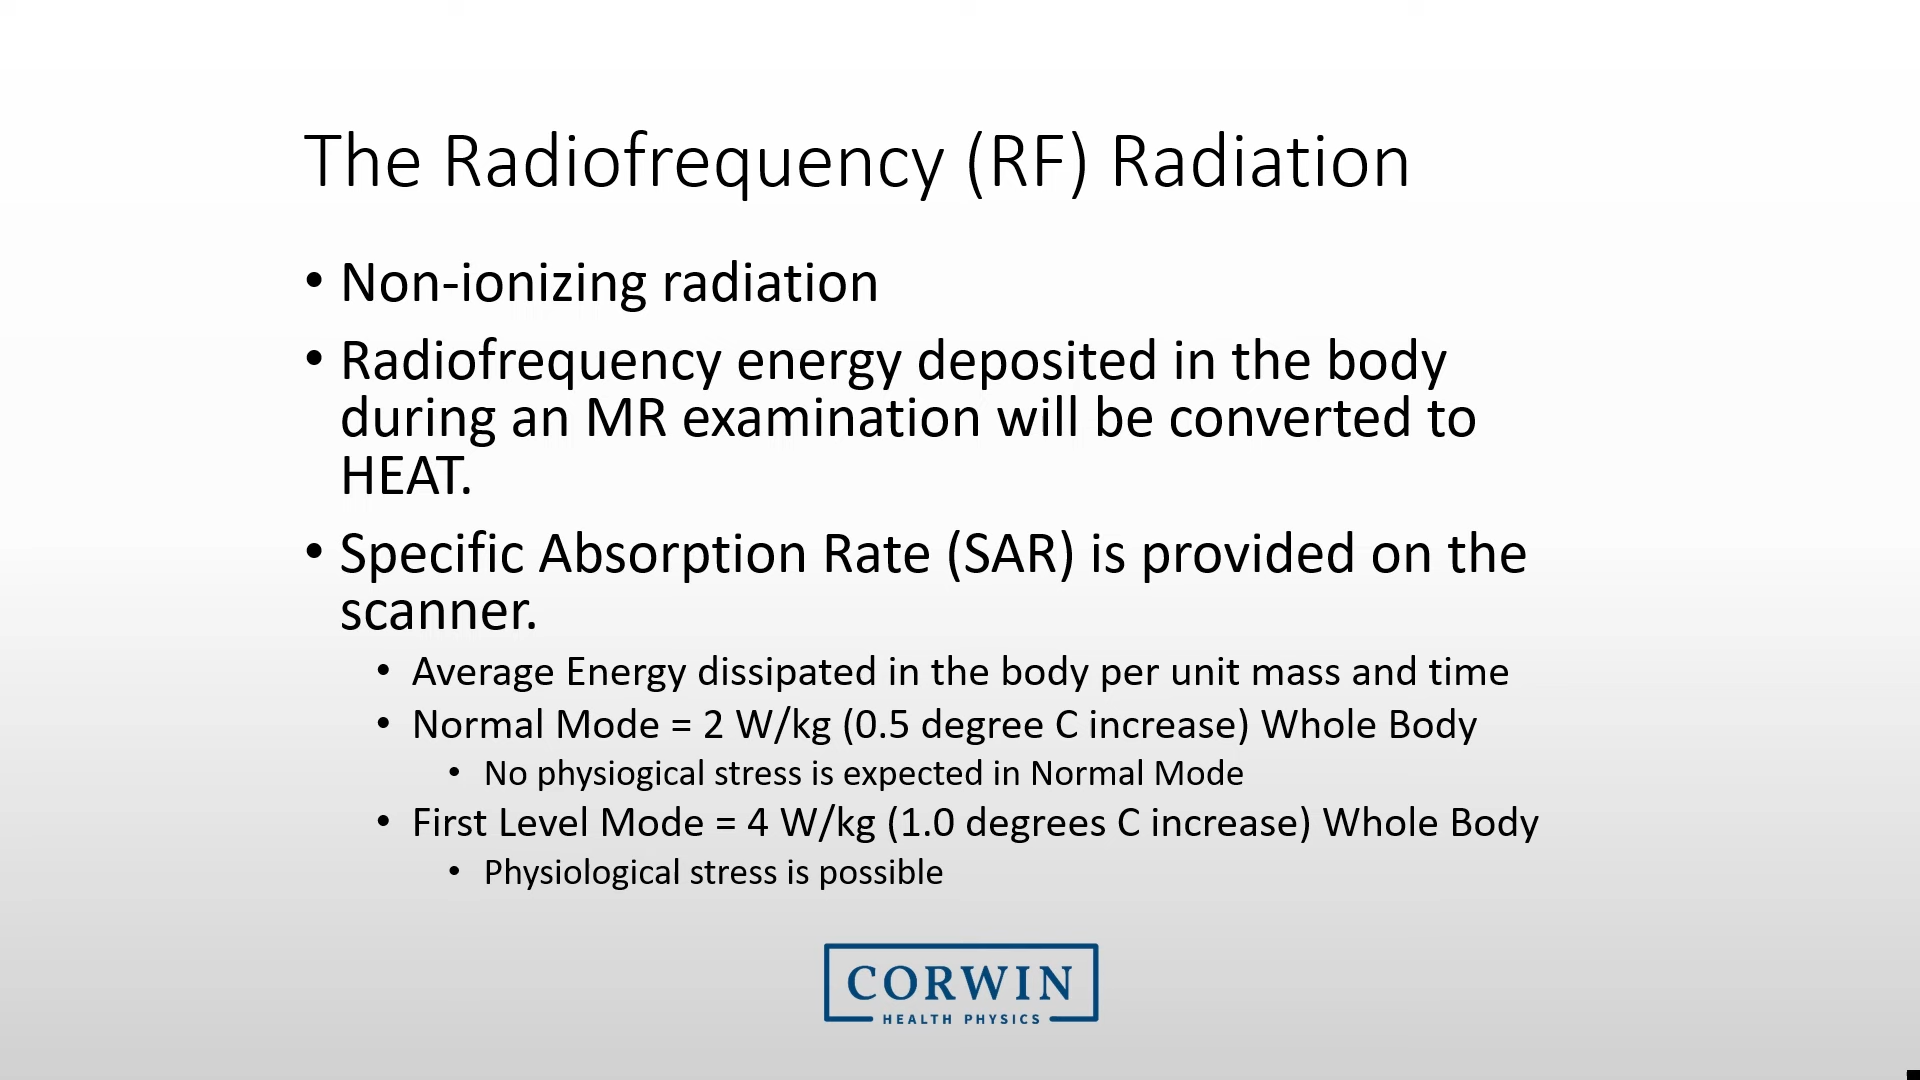 The Radiofrequency (RF) Radiation
• Non-ionizing radiation
• Radiofrequency energy deposited in the body
during an MR examination will be converted to
HEAT.
• Specific Absorption Rate (SAR) is provided on the
scanner.
• Average Energy dissipated in the body per unit mass and time
• Normal Mode = 2 W/kg (0.5 degree C increase) Whole Body
• No physiogical stress is expected in Normal Mode
• First Level Mode = 4 W/kg (1.0 degrees C increase) Whole Body
• Physiological stress is possible
CORWIN
HEALTH PHYSICS